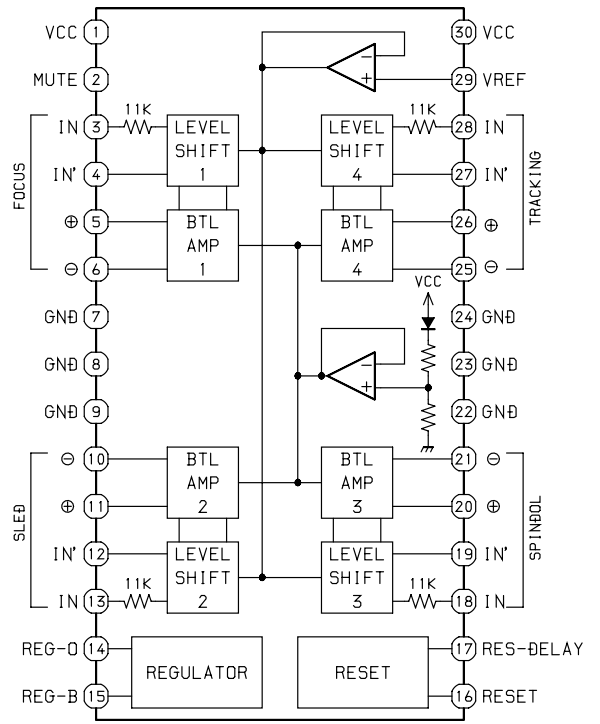 VCC 1
30 VCC
MUTE 2
29 VREF
− +
FOCUS
TRACKING
IN 3 11K
11K 28 IN
LEVEL SHIFT 1
LEVEL SHIFT 4
IN' 4
27 IN'
⊕ 5
26 ⊕
BTL AMP 1
BTL AMP 4
⊖ 6
25 ⊖
VCC
GND 7
24 GND
GND 8
23 GND
− +
GND 9
22 GND
SLED
SPINDOL
⊖ 10
21 ⊖
BTL AMP 2
BTL AMP 3
⊕ 11
20 ⊕
IN' 12
19 IN'
LEVEL SHIFT 2
LEVEL SHIFT 3
IN 13 11K
11K 18 IN
REG-O 14
17 RES-DELAY
REGULATOR
RESET
REG-B 15
16 RESET